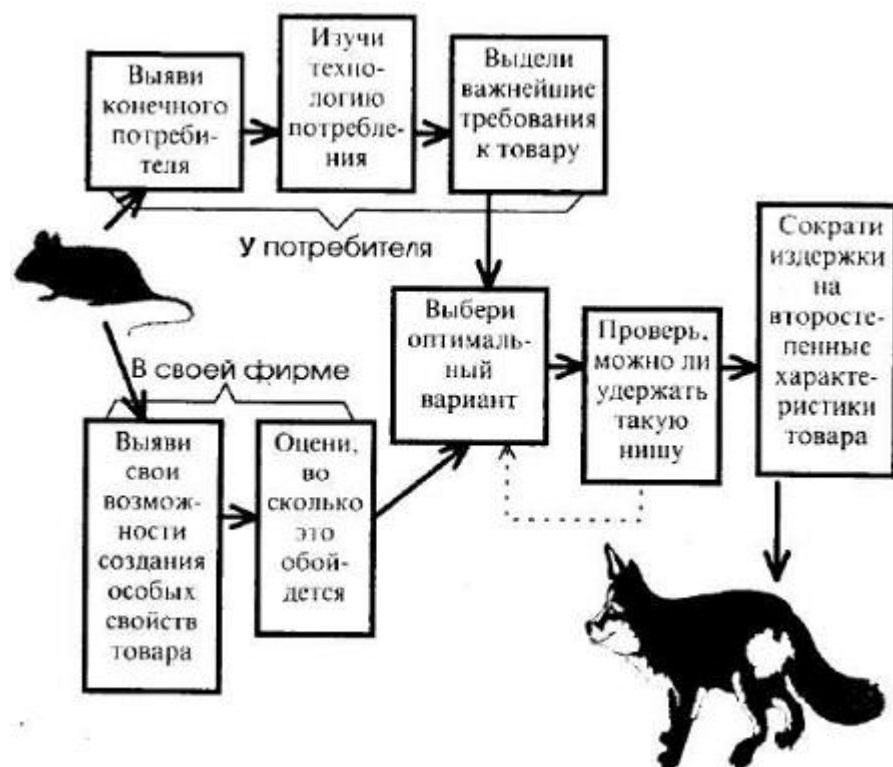 Выяви
конечного
потреби-
теля
Изучи
техно-
логию
потребле-
ния
Выдели
важнейшие
требования
к товару
У потребителя
Сократи
издержки
на
второсте-
пенные
характе-
ристики
товара
Выбери
оптималь-
ный
вариант
Проверь,
можно ли
удержать
такую
нишу
В своей фирме
Выяви
свои
возмож-
ности
создания
особых
свойств
товара
Оцени,
во
сколько
это
обой-
дется